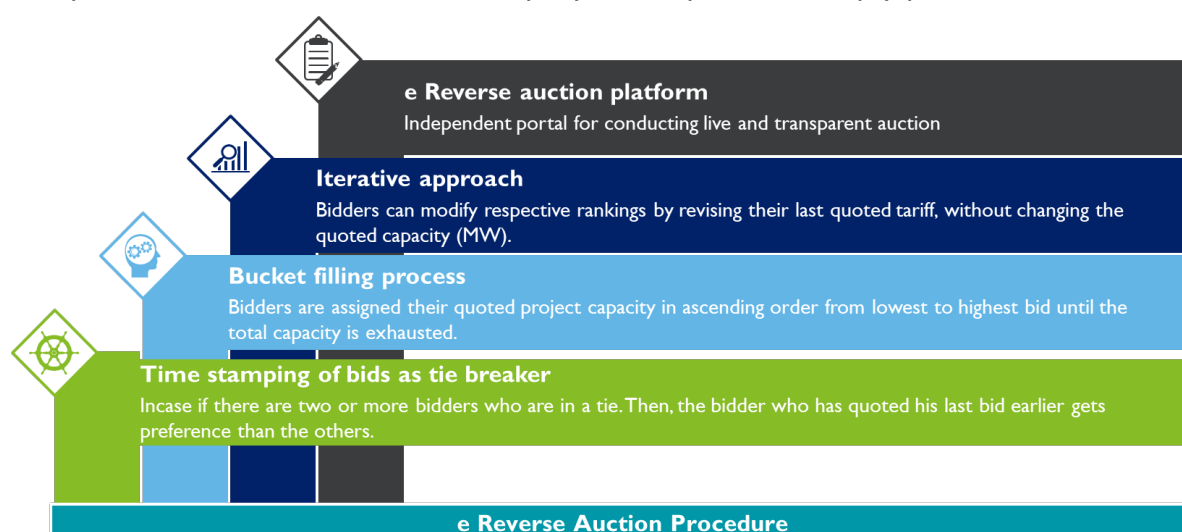 e Reverse auction platform
Independent portal for conducting live and transparent auction
Iterative approach
Bidders can modify respective rankings by revising their last quoted tariff, without changing the
quoted capacity (MW).
Bucket filling process
Bidders are assigned their quoted project capacity in ascending order from lowest to highest bid until the
total capacity is exhausted.
Time stamping of bids as tie breaker
Incase if there are two or more bidders who are in a tie. Then, the bidder who has quoted his last bid earlier gets
preference than the others.
e Reverse Auction Procedure